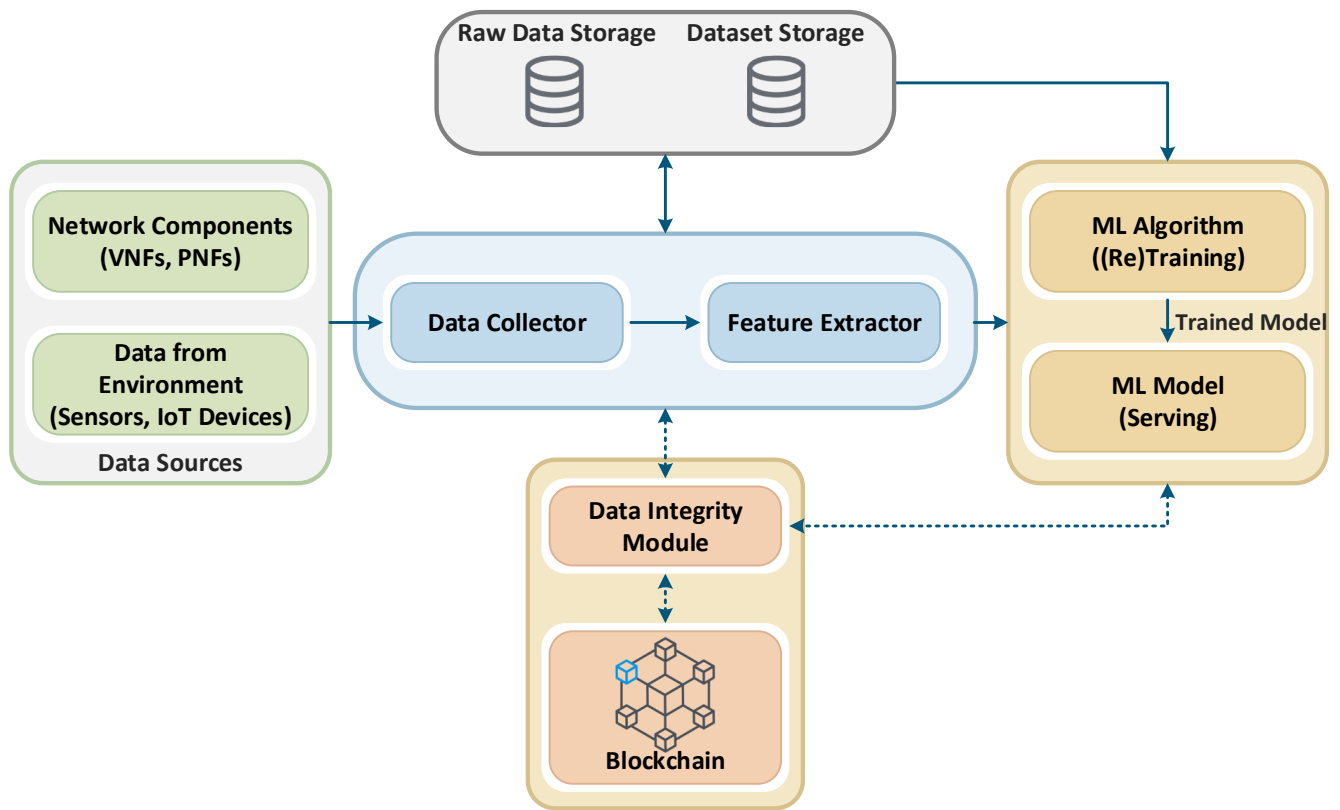 Raw Data Storage
Dataset Storage
Network Components
(VNFs, PNFs)
Data from
Environment
(Sensors, IoT Devices)
Data Sources
Data Collector
Feature Extractor
ML Algorithm
((Re)Training)
Trained Model
ML Model
(Serving)
Data Integrity
Module
Blockchain